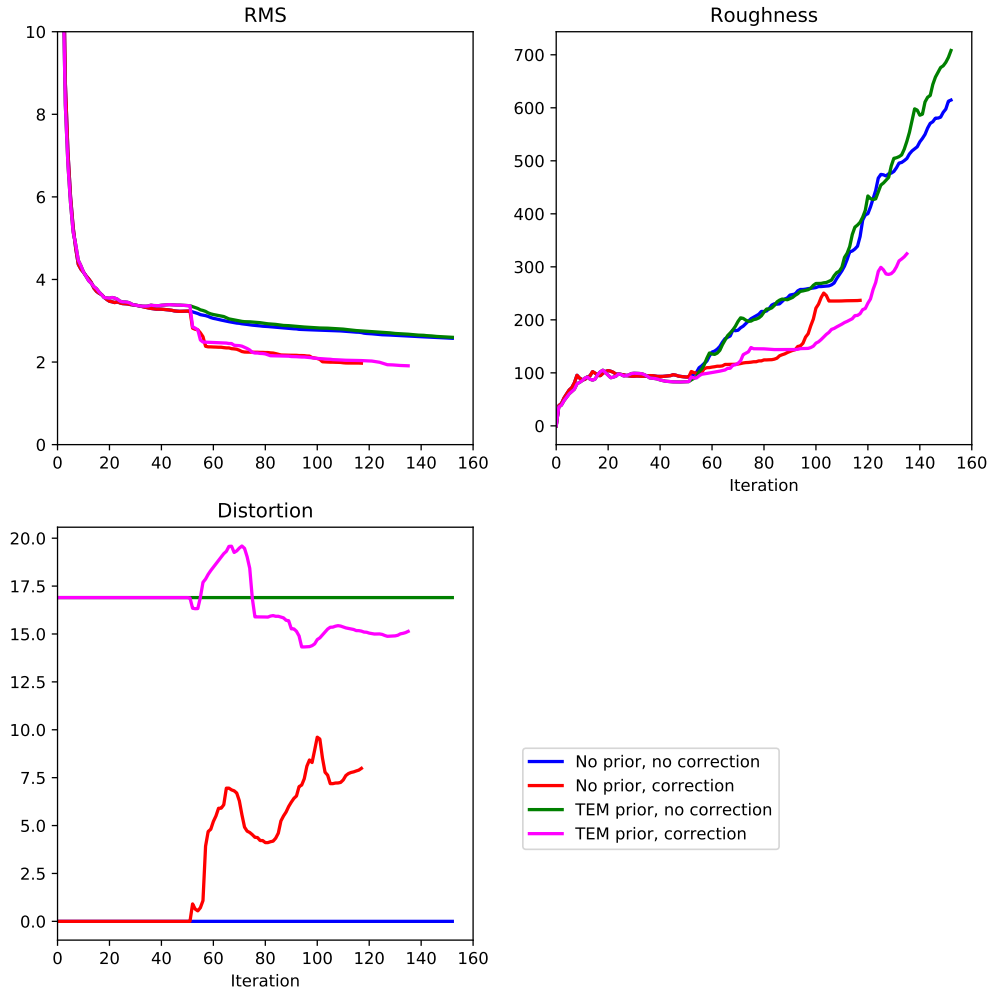 RMS
10
8
6
4
2
0
0 20 40 60 80 100 120 140 160
Roughness
700
600
500
400
300
200
100
0
0 20 40 60 80 100 120 140 160
Iteration
Distortion
20.0
17.5
15.0
12.5
10.0
7.5
5.0
2.5
0.0
0 20 40 60 80 100 120 140 160
Iteration
No prior, no correction
No prior, correction
TEM prior, no correction
TEM prior, correction